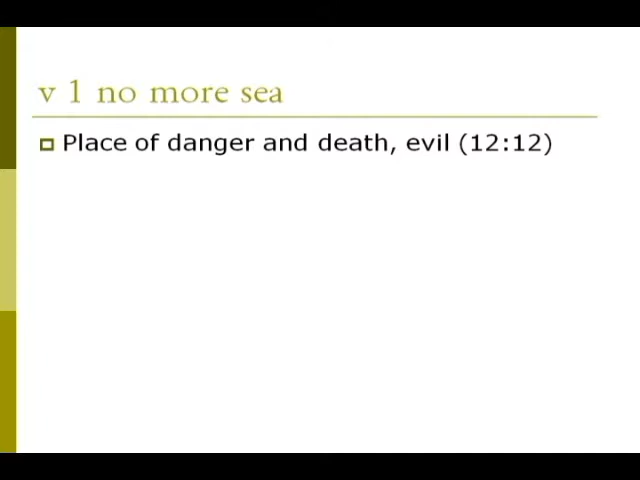 v 1 no more sea
Place of danger and death, evil (12:12)